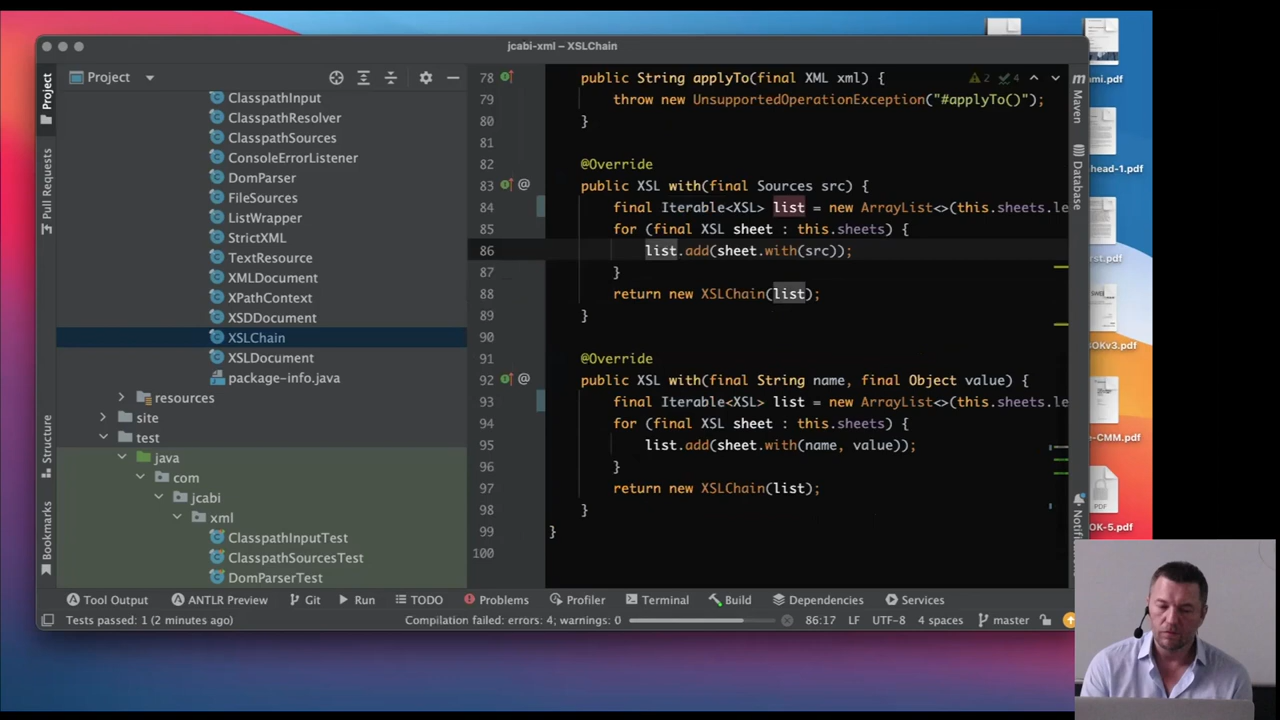 jcabi-xml – XSLChain
Project
Project
Pull Requests
Structure
Bookmarks
ClasspathInput
ClasspathResolver
ClasspathSources
ConsoleErrorListener
DomParser
FileSources
ListWrapper
StrictXML
TextResource
XMLDocument
XPathContext
XSDDocument
XSLChain
XSLDocument
package-info.java
resources
site
test
java
com
jcabi
xml
ClasspathInputTest
ClasspathSourcesTest
DomParserTest
2 4
78 public String applyTo(final XML xml) {
79 throw new UnsupportedOperationException("#applyTo()");
80 }
81
82 @Override
83 @ public XSL with(final Sources src) {
84 final Iterable<XSL> list = new ArrayList<>(this.sheets.le
85 for (final XSL sheet : this.sheets) {
86 list.add(sheet.with(src));
87 }
88 return new XSLChain(list);
89 }
90
91 @Override
92 @ public XSL with(final String name, final Object value) {
93 final Iterable<XSL> list = new ArrayList<>(this.sheets.le
94 for (final XSL sheet : this.sheets) {
95 list.add(sheet.with(name, value));
96 }
97 return new XSLChain(list);
98 }
99 }
100
Maven
Database
ami.pdf
head-1.pdf
rst.pdf
BOKv3.pdf
e-CMM.pdf
PDF
OK-5.pdf
Tool Output ANTLR Preview Git Run TODO Problems Profiler Terminal Build Dependencies Services
Tests passed: 1 (2 minutes ago) Compilation failed: errors: 4; warnings: 0 86:17 LF UTF-8 4 spaces master